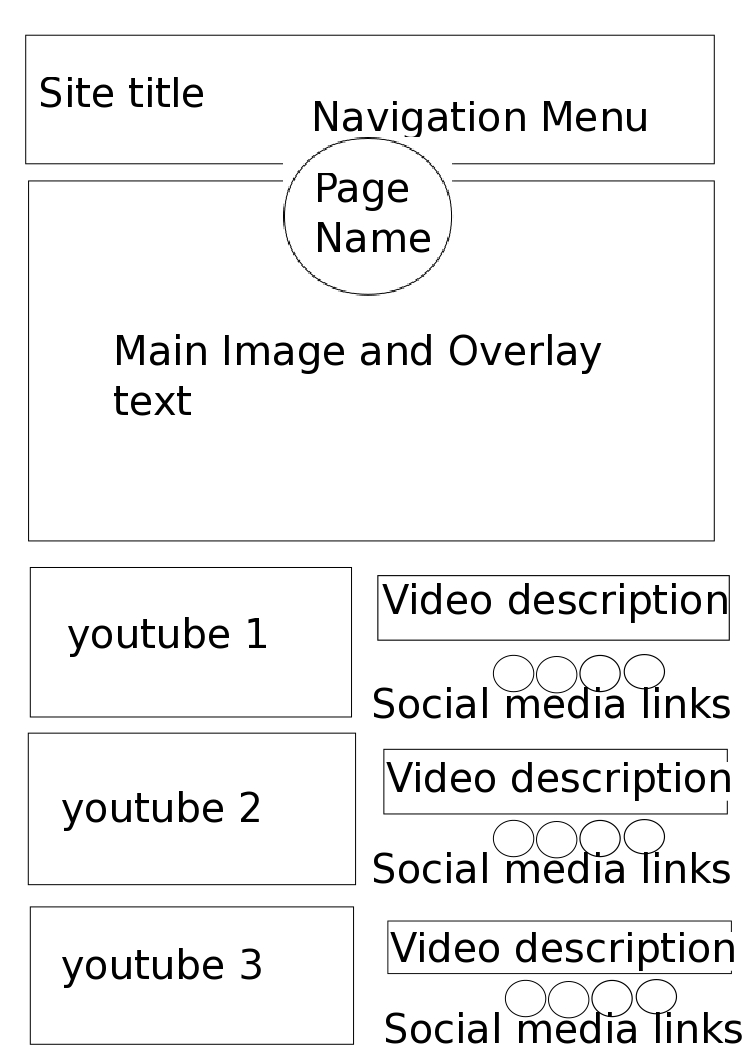 Site title
Navigation Menu
Page
Name
Main Image and Overlay
text
youtube 1
Video description
Social media links
youtube 2
Video description
Social media links
youtube 3
Video description
Social media links